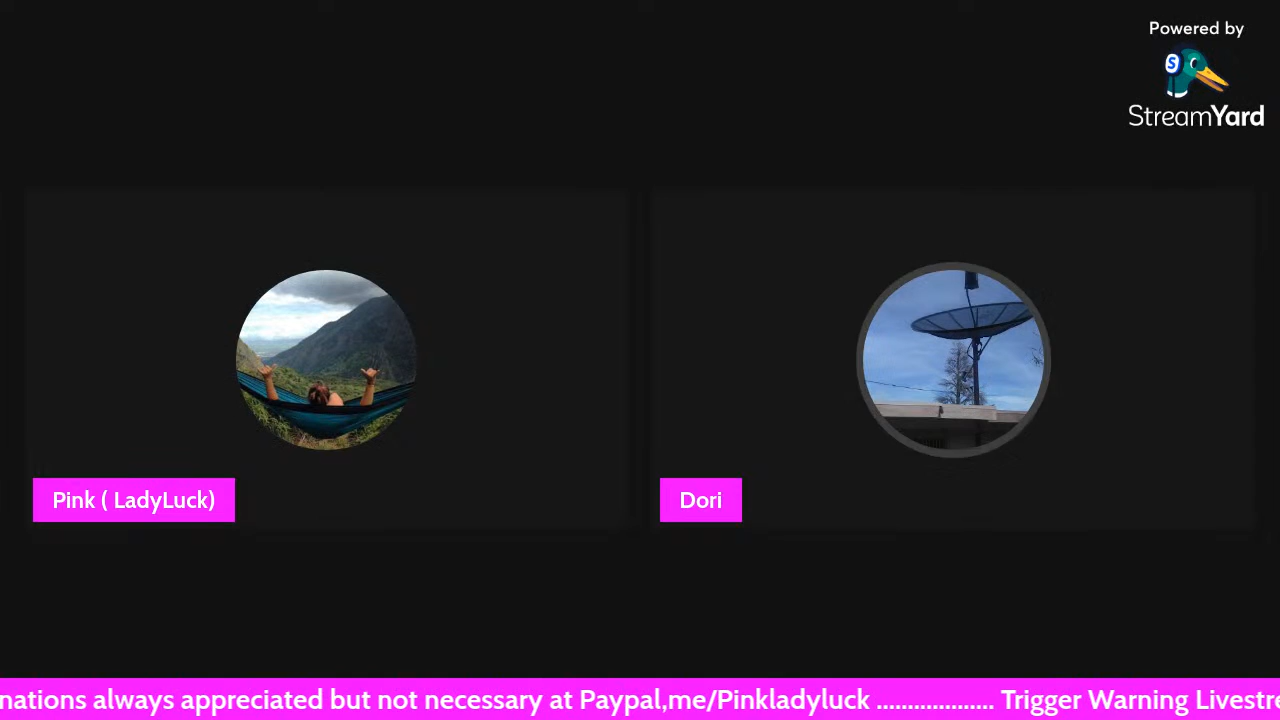 Powered by
S
StreamYard
Pink ( LadyLuck)
Dori
nations always appreciated but not necessary at Paypal,me/Pinkladyluck ................... Trigger Warning Livestre